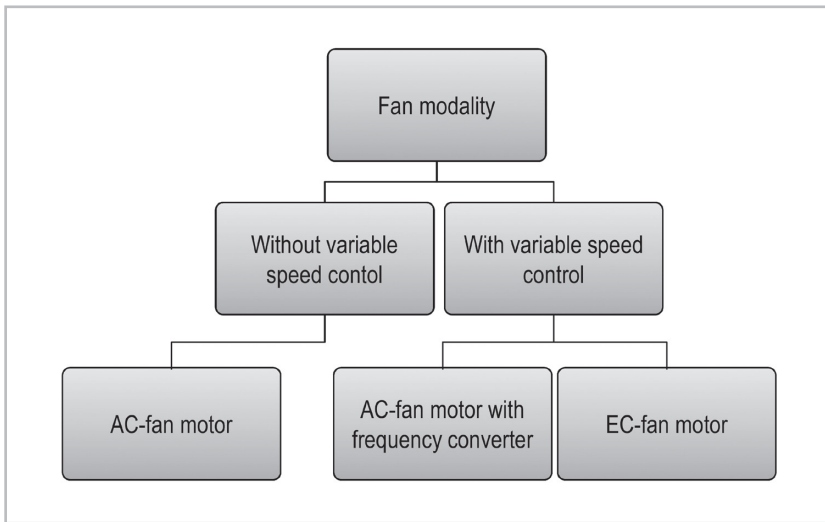 Fan modality
Without variable
speed contol
With variable speed
control
AC-fan motor
AC-fan motor with
frequency converter
EC-fan motor